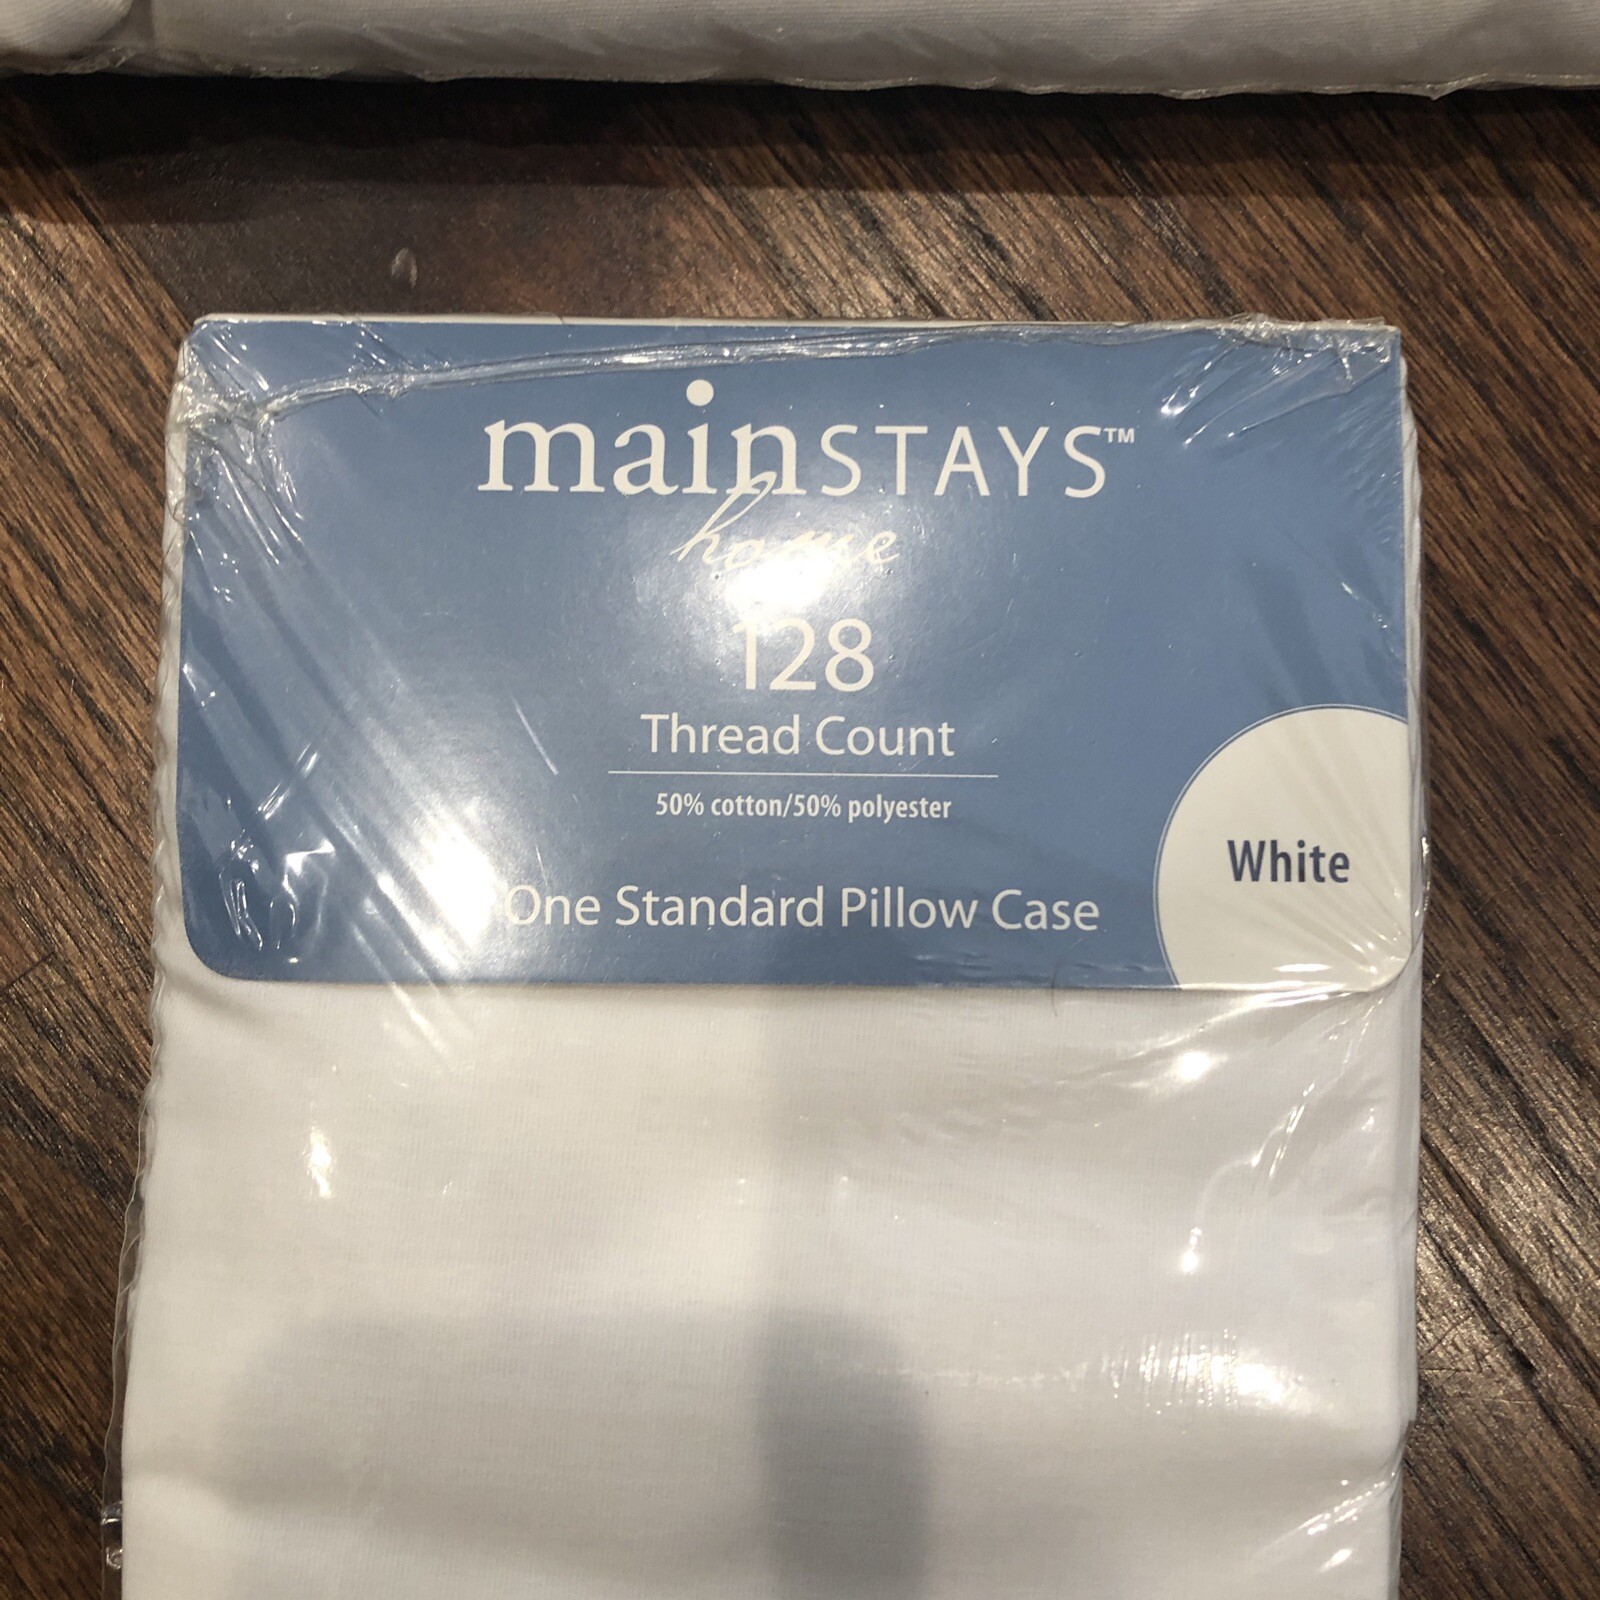 mainSTAYS™
home
128
Thread Count
50% cotton/50% polyester
One Standard Pillow Case
White